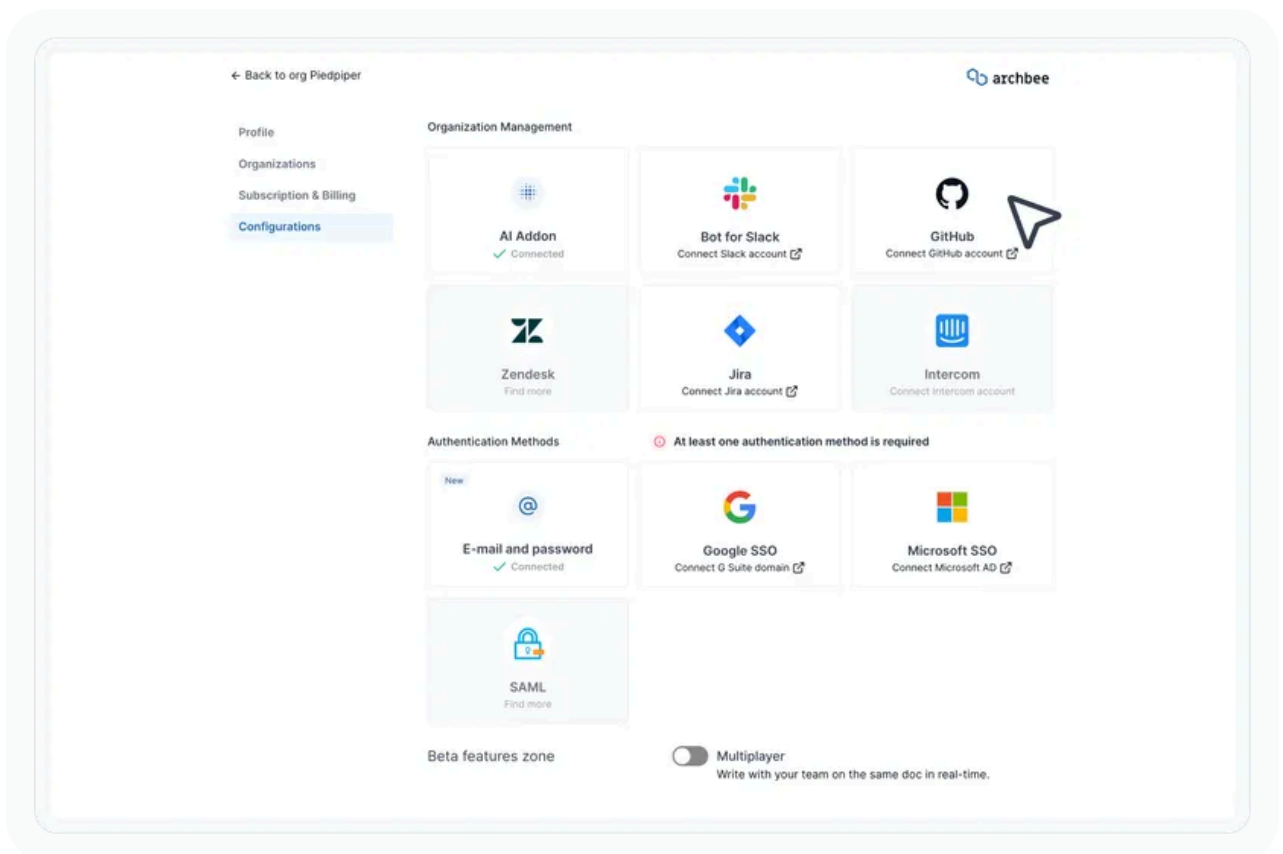 ← Back to org Piedpiper
archbee
Profile
Organizations
Subscription & Billing
Configurations
Organization Management
AI Addon
Connected
Bot for Slack
Connect Slack account
GitHub
Connect GitHub account
Zendesk
Find more
Jira
Connect Jira account
Intercom
Connect Intercom account
Authentication Methods
At least one authentication method is required
New
E-mail and password
Connected
Google SSO
Connect G Suite domain
Microsoft SSO
Connect Microsoft AD
SAML
Find more
Beta features zone
Multiplayer
Write with your team on the same doc in real-time.